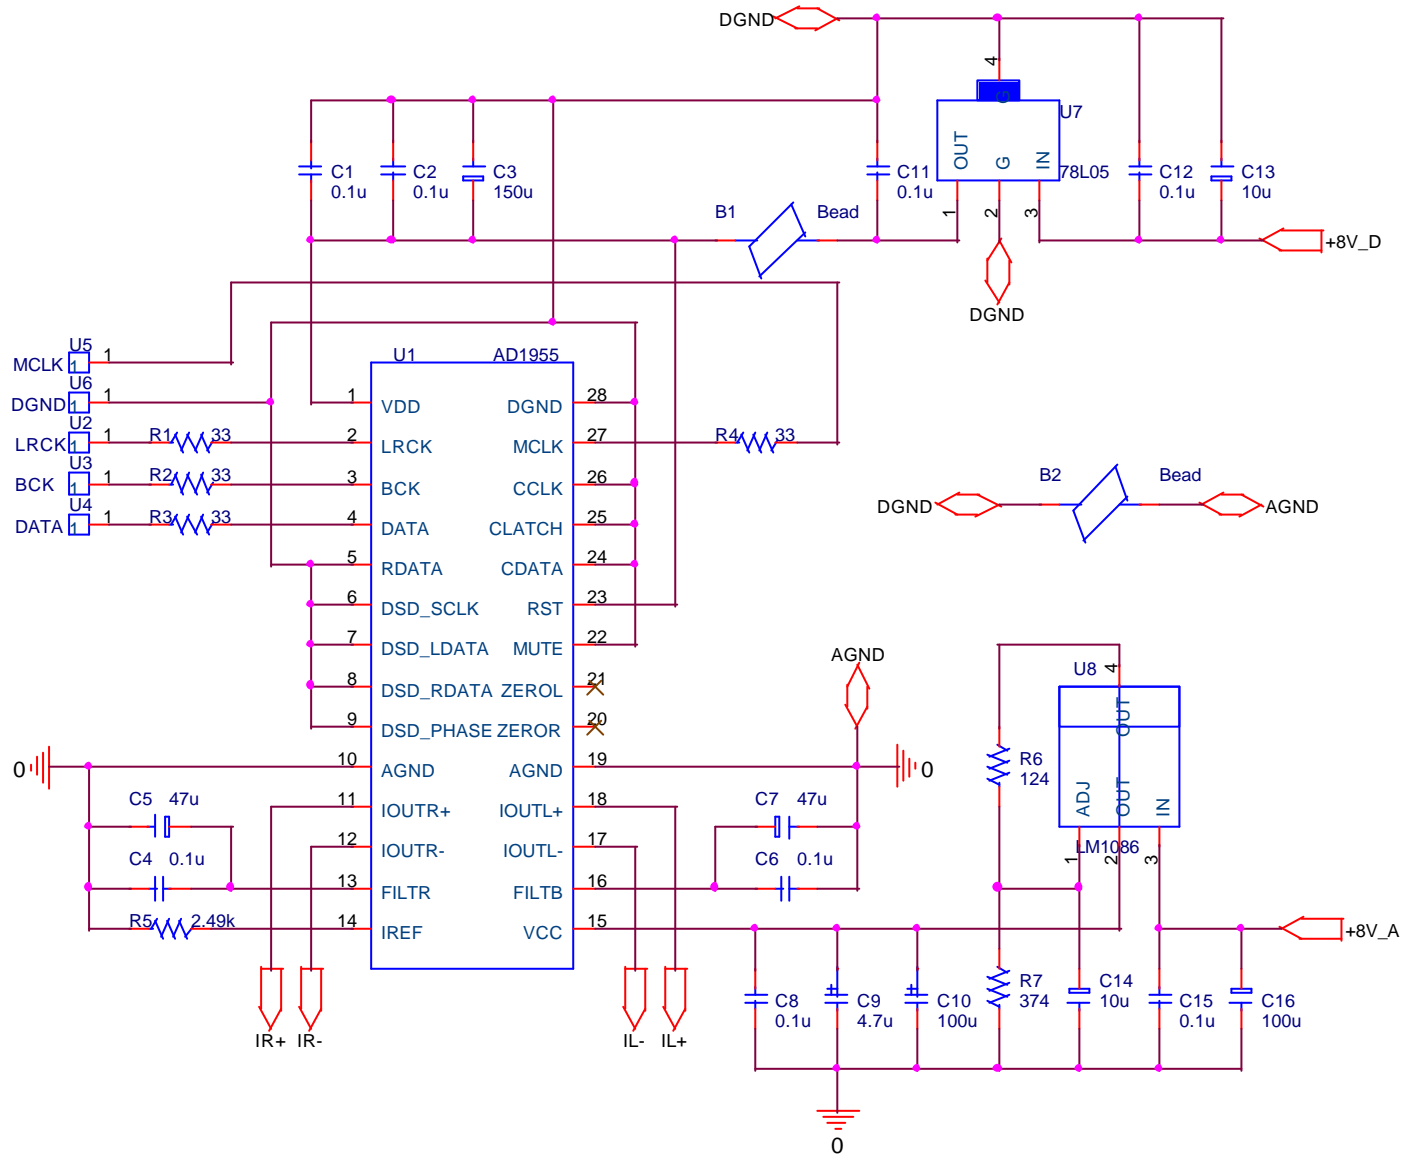 DGND
4
G
U7
OUT
G
IN
78L05
1
2
3
DGND
C1
0.1u
C2
0.1u
C3
150u
C11
0.1u
C12
0.1u
C13
10u
B1 Bead
+8V_D
U5
MCLK 1 1
U6
DGND 1 1
U2
LRCK 1 1 R1 33
U3
BCK 1 1 R2 33
U4
DATA 1 1 R3 33
U1 AD1955
1 VDD DGND 28
2 LRCK MCLK 27
3 BCK CCLK 26
4 DATA CLATCH 25
5 RDATA CDATA 24
6 DSD_SCLK RST 23
7 DSD_LDATA MUTE 22
8 DSD_RDATA ZEROL 21
9 DSD_PHASE ZEROR 20
10 AGND AGND 19
11 IOUTR+ IOUTL+ 18
12 IOUTR- IOUTL- 17
13 FILTR FILTB 16
14 IREF VCC 15
R4 33
B2 Bead
DGND AGND
AGND
0
0
C5 47u
C4 0.1u
R5 2.49k
C7 47u
C6 0.1u
U8
4
OUT
ADJ
OUT
IN
LM1086
1
2
3
R6
124
+8V_A
IR+ IR- IL- IL+
C8
0.1u
C9
4.7u
C10
100u
R7
374
C14
10u
C15
0.1u
C16
100u
0